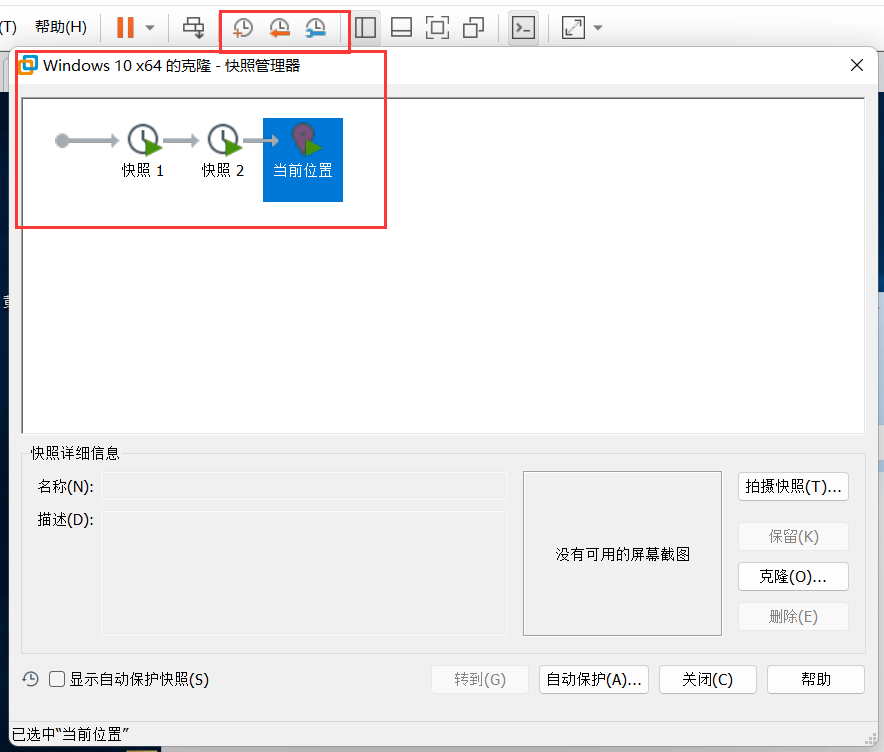 (T) 帮助(H)
Windows 10 x64 的克隆 - 快照管理器
快照 1 快照 2 当前位置
快照详细信息
名称(N):
拍摄快照(T)...
描述(D):
保留(K)
没有可用的屏幕截图
克隆(O)...
删除(E)
显示自动保护快照(S) 转到(G) 自动保护(A)... 关闭(C) 帮助
已选中“当前位置”